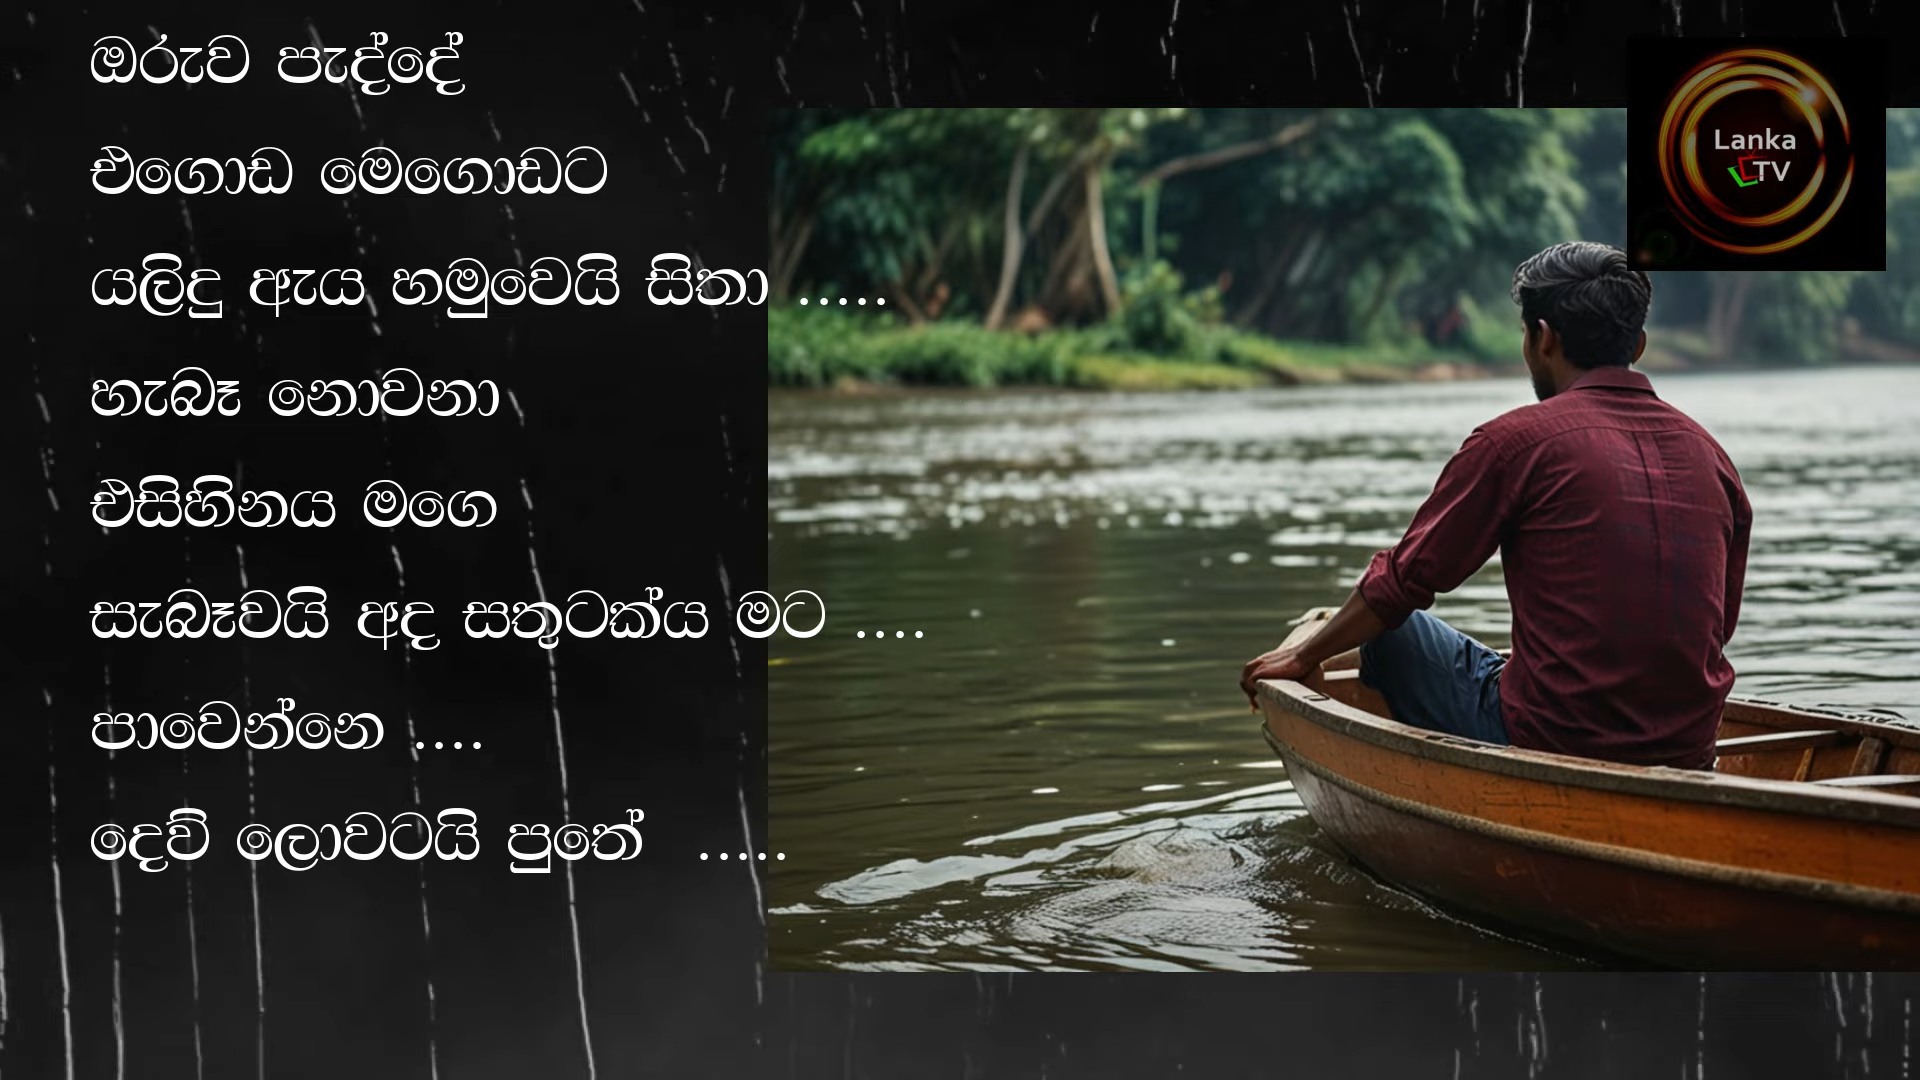 ඔරුව පැද්දේ
එගොඩ මෙගොඩට
යලිදු ඇය හමුවෙයි සිතා .....
හැබෑ නොවනා
එසිහිනය මගෙ
සැබෑවයි අද සතුටක්ය මට ....
පාවෙන්නෙ ....
දෙව් ලොවටයි පුතේ .....
Lanka
TV